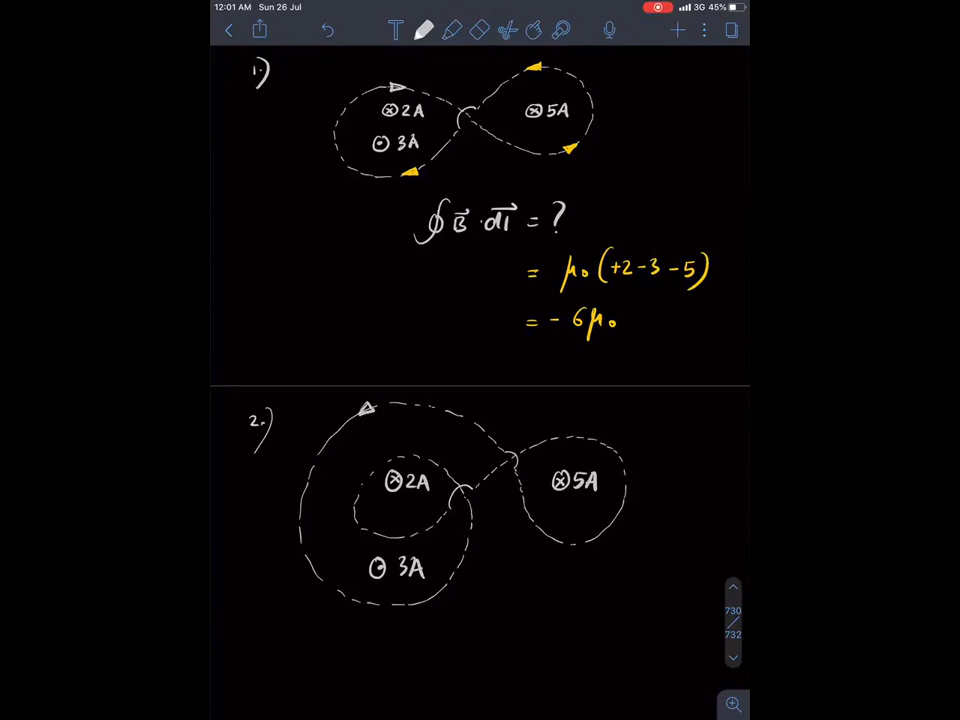 12:01 AM Sun 26 Jul
3G 45%
1.)
⊗2A
⊗5A
⊙ 3A
∮ B⃗ · dl⃗ = ?
= μ₀ (+2-3-5)
= - 6μ₀
2.)
⊗2A
⊗5A
⊙ 3A
730
732